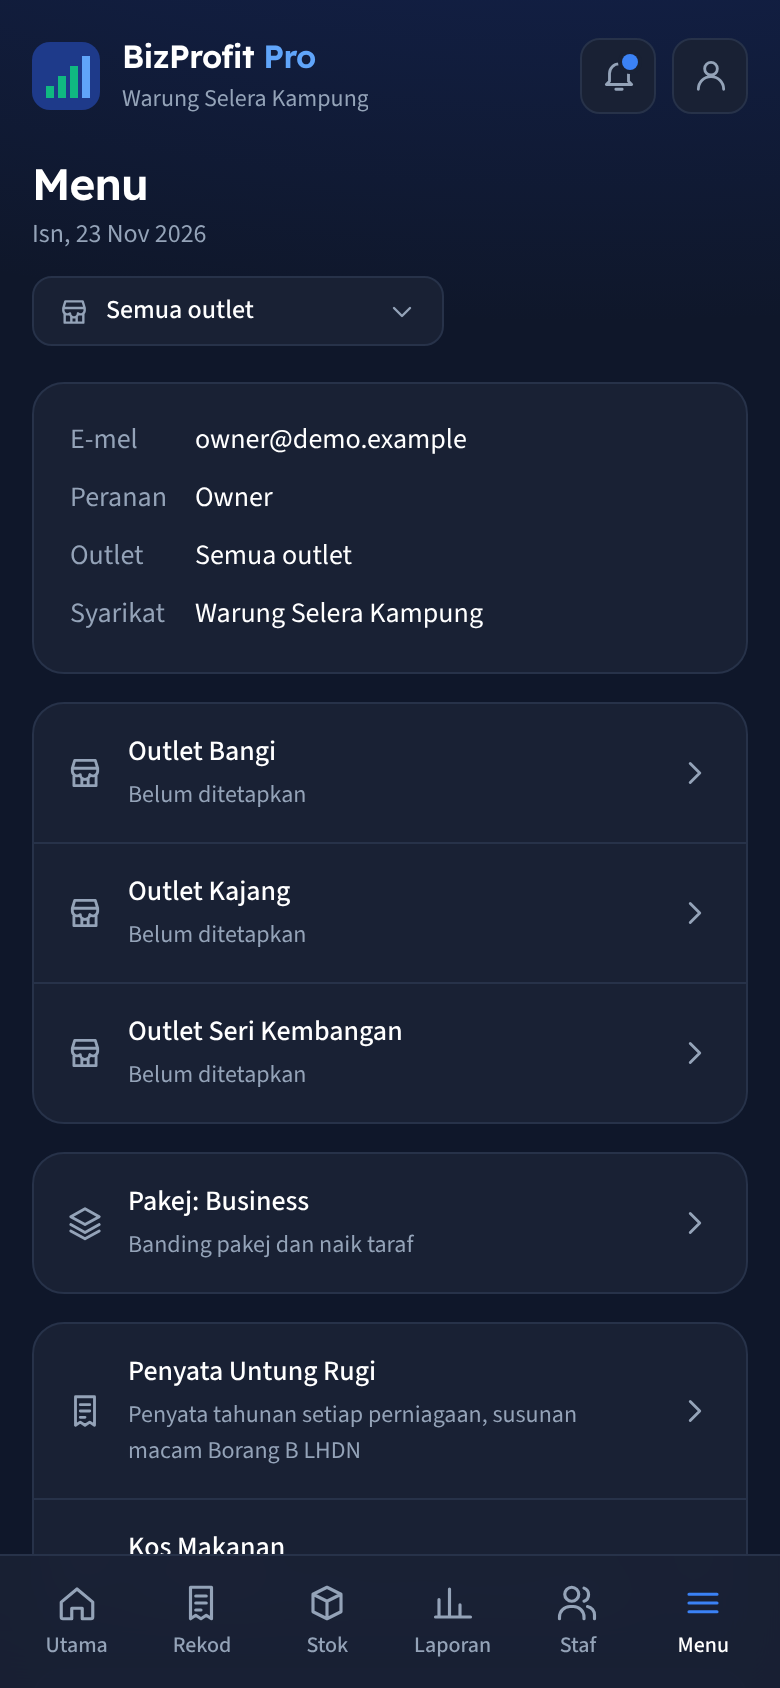 BizProfit Pro
Warung Selera Kampung
Menu
Isn, 23 Nov 2026
Semua outlet
E-mel owner@demo.example
Peranan Owner
Outlet Semua outlet
Syarikat Warung Selera Kampung
Outlet Bangi
Belum ditetapkan
Outlet Kajang
Belum ditetapkan
Outlet Seri Kembangan
Belum ditetapkan
Pakej: Business
Banding pakej dan naik taraf
Penyata Untung Rugi
Penyata tahunan setiap perniagaan, susunan
macam Borang B LHDN
Kos Makanan
Utama Rekod Stok Laporan Staf Menu